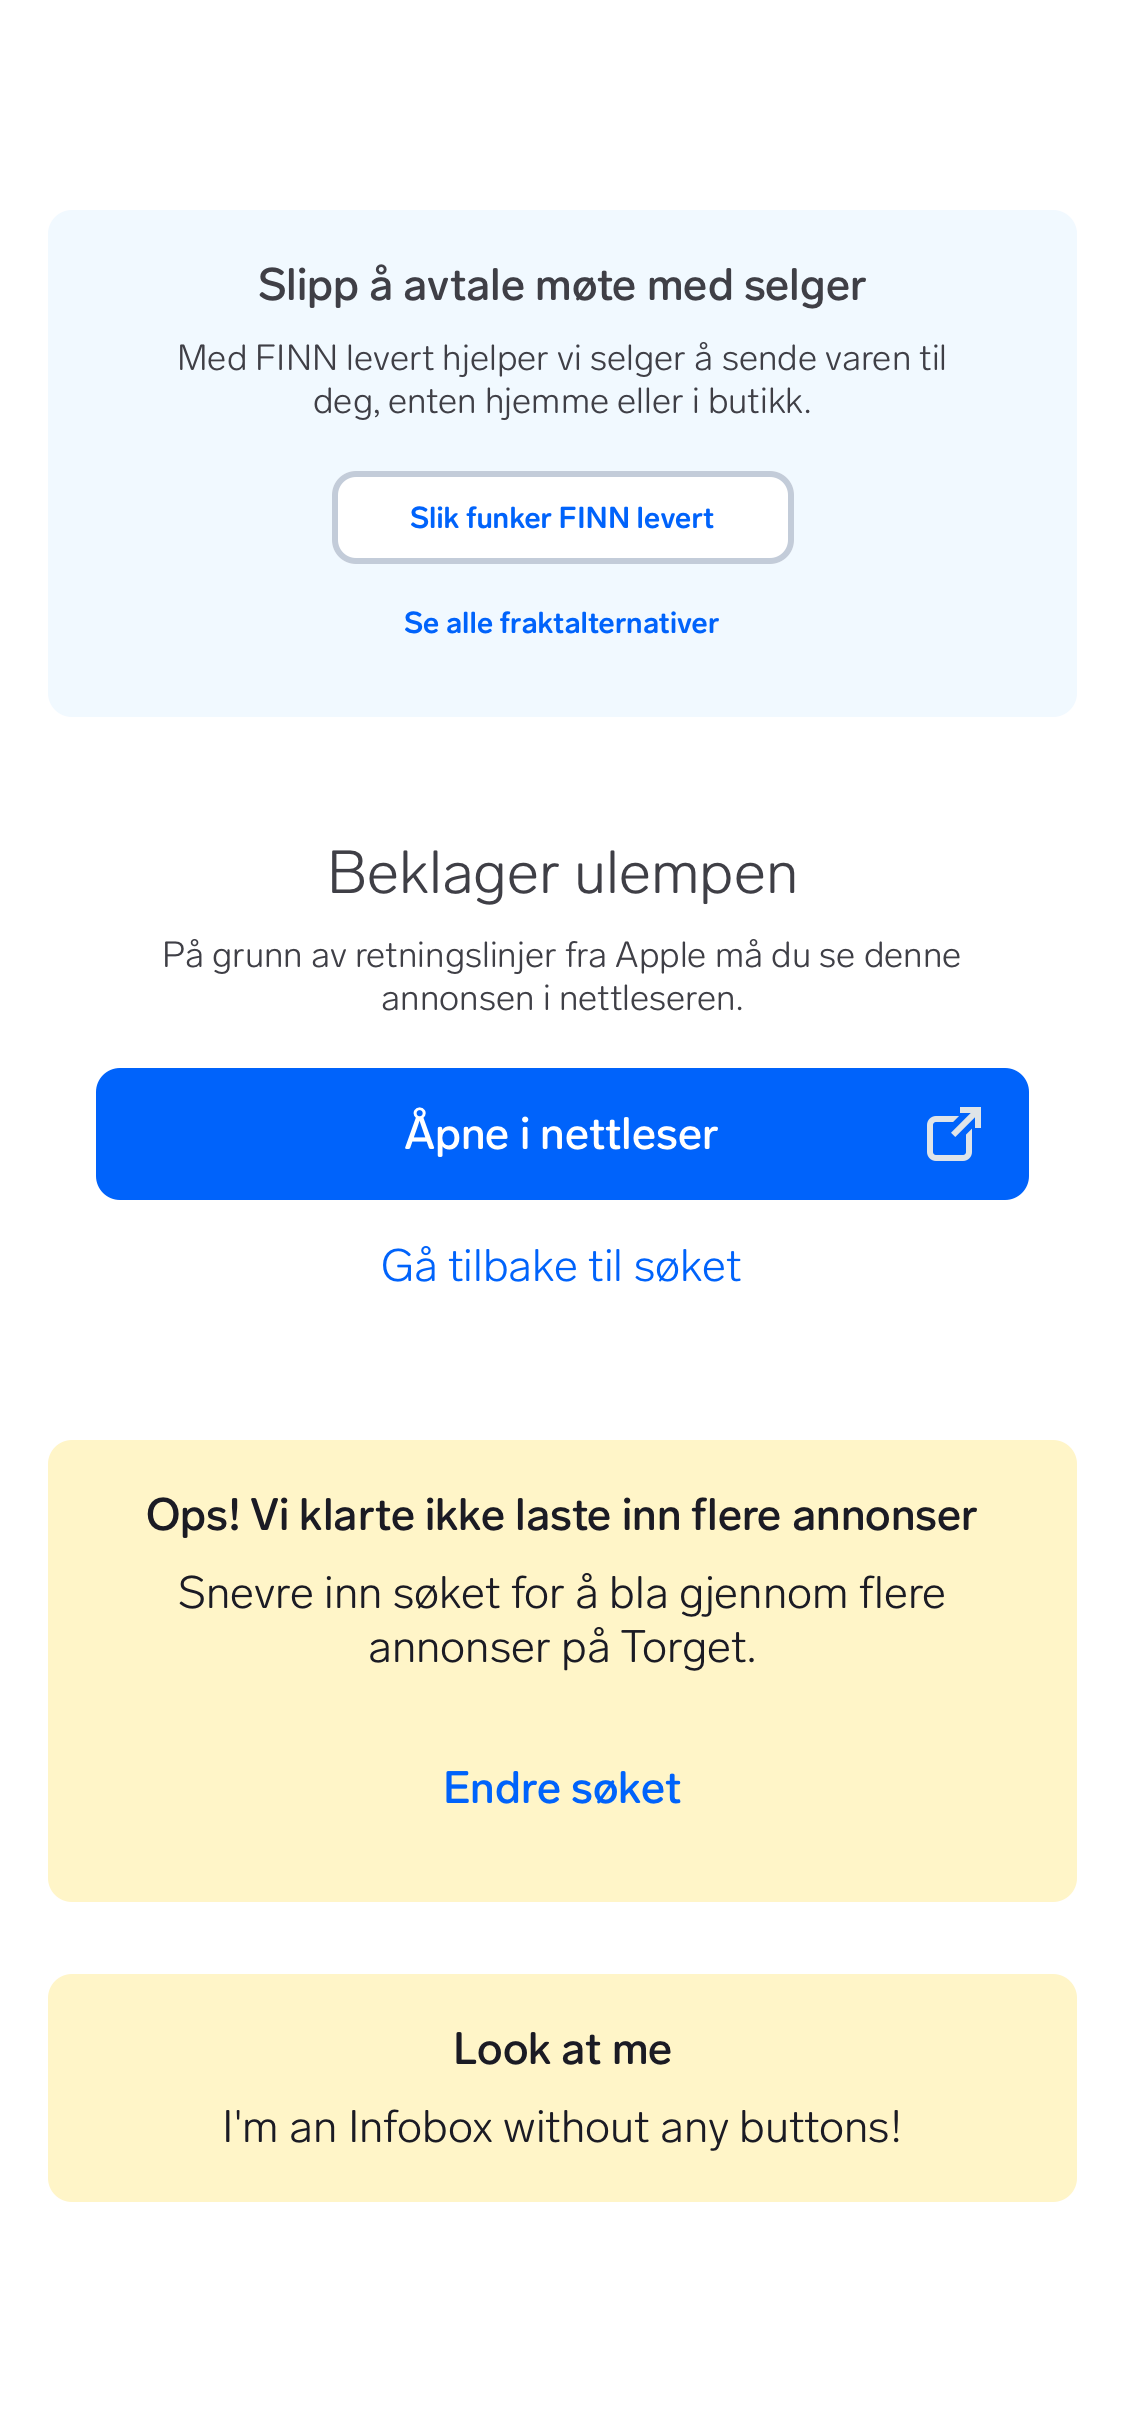 Slipp å avtale møte med selger
Med FINN levert hjelper vi selger å sende varen til
deg, enten hjemme eller i butikk.
Slik funker FINN levert
Se alle fraktalternativer
Beklager ulempen
På grunn av retningslinjer fra Apple må du se denne
annonsen i nettleseren.
Åpne i nettleser
Gå tilbake til søket
Ops! Vi klarte ikke laste inn flere annonser
Snevre inn søket for å bla gjennom flere
annonser på Torget.
Endre søket
Look at me
I'm an Infobox without any buttons!